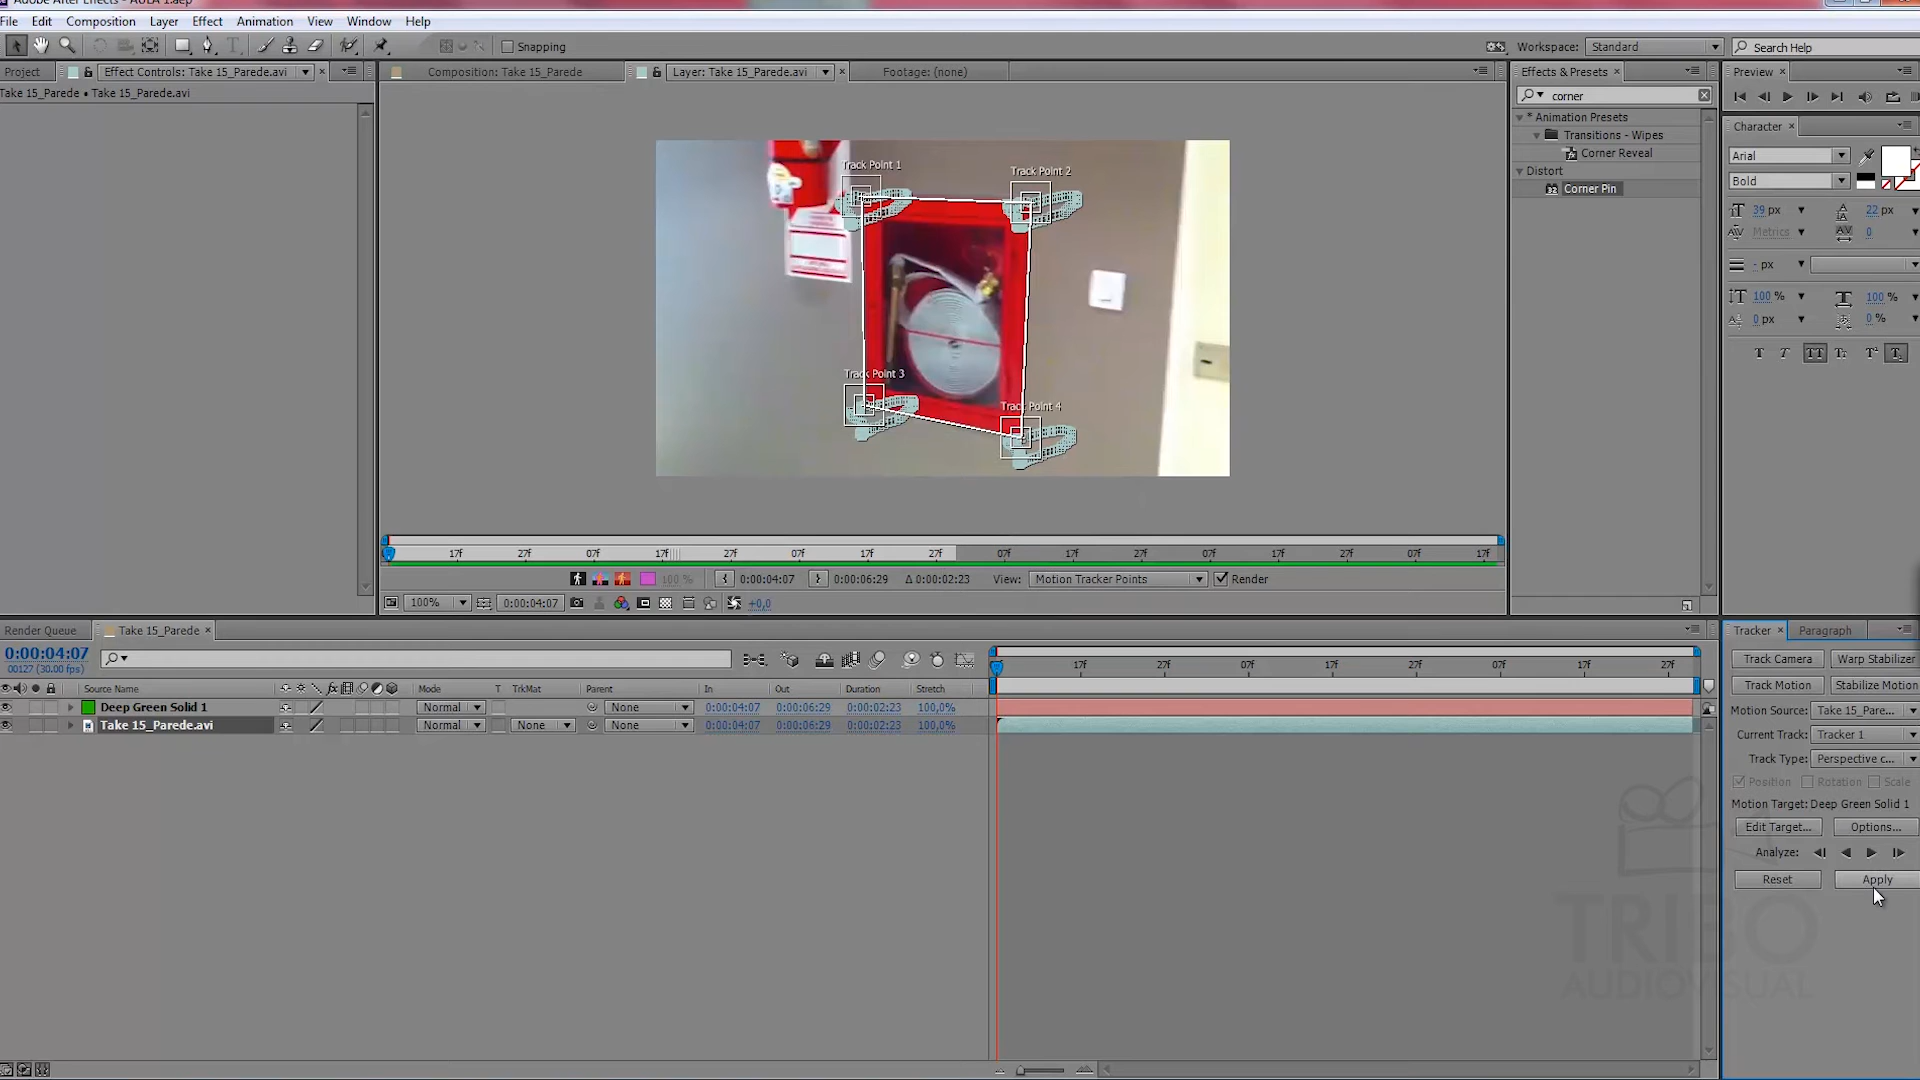 Adobe After Effects - AULA 1.aep
File Edit Composition Layer Effect Animation View Window Help
Snapping
Workspace: Standard
Search Help
Project
Effect Controls: Take 15_Parede.avi
Composition: Take 15_Parede
Layer: Take 15_Parede.avi
Footage: (none)
Effects & Presets
Preview
Take 15_Parede • Take 15_Parede.avi
corner
* Animation Presets
Transitions - Wipes
Corner Reveal
Distort
Corner Pin
Character
Arial
Bold
39 px
22 px
Metrics
0
- px
100 %
100 %
0 px
0 %
Track Point 1
Track Point 2
Track Point 3
Track Point 4
17f 27f 07f 17f 27f 07f 17f 27f 07f 17f 27f 07f 17f 27f 07f 17f
100 %
0:00:04:07
0:00:06:29
Δ 0:00:02:23
View: Motion Tracker Points
Render
100%
0:00:04:07
+0,0
Render Queue
Take 15_Parede
Tracker
Paragraph
0:00:04:07
00127 (30.00 fps)
17f 27f 07f 17f 27f 07f 17f 27f
Source Name
Mode
T
TrkMat
Parent
In
Out
Duration
Stretch
Deep Green Solid 1
Normal
None
0:00:04:07
0:00:06:29
0:00:02:23
100,0%
Take 15_Parede.avi
Normal
None
None
0:00:04:07
0:00:06:29
0:00:02:23
100,0%
Track Camera
Warp Stabilizer
Track Motion
Stabilize Motion
Motion Source: Take 15_Pare...
Current Track: Tracker 1
Track Type: Perspective c...
Position
Rotation
Scale
Motion Target: Deep Green Solid 1
Edit Target...
Options...
Analyze:
Reset
Apply
TRIBO
AUDIOVISUAL